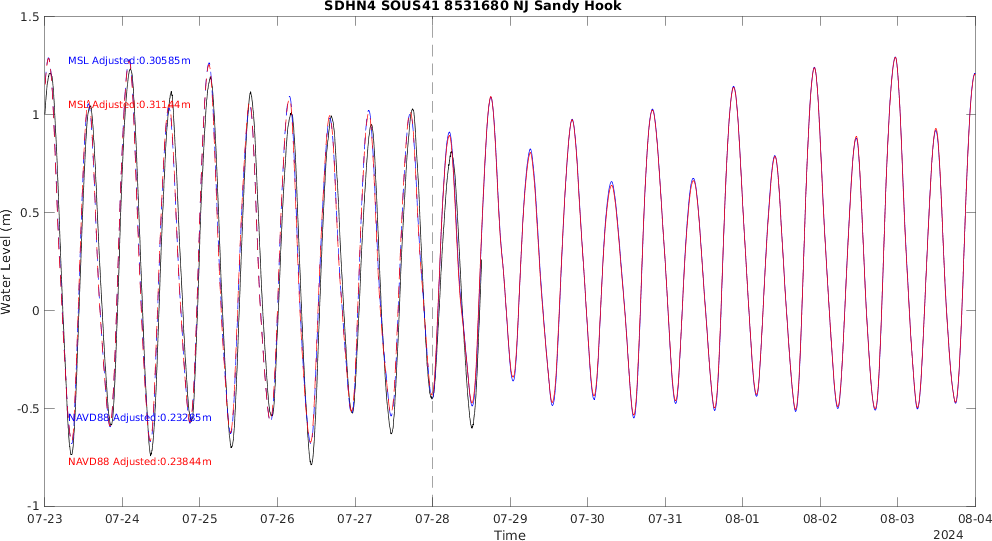 SDHN4 SOUS41 8531680 NJ Sandy Hook
1.5
1
0.5
0
-0.5
-1
Water Level (m)
MSL Adjusted:0.30585m
MSL Adjusted:0.31144m
NAVD88 Adjusted:0.23285m
NAVD88 Adjusted:0.23844m
07-23
07-24
07-25
07-26
07-27
07-28
07-29
07-30
07-31
08-01
08-02
08-03
08-04
Time
2024